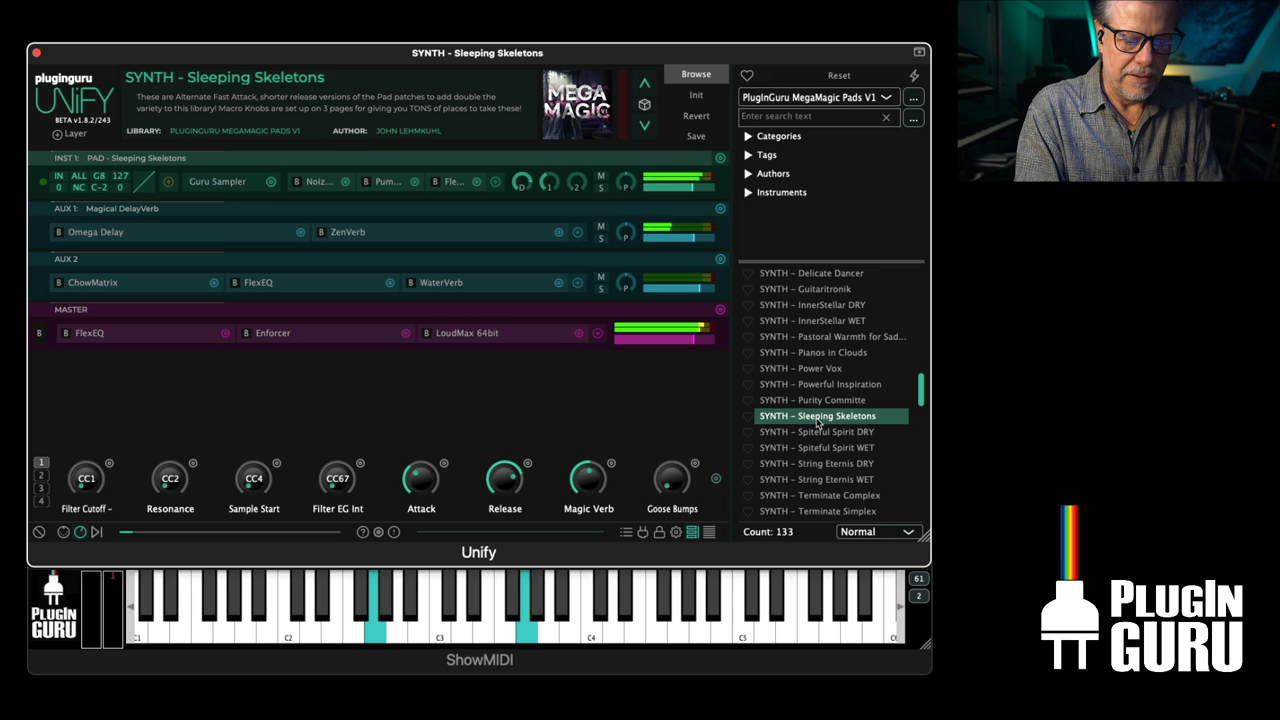 SYNTH - Sleeping Skeletons
pluginguru
UNiFY
BETA v1.8.2/243
Layer
SYNTH - Sleeping Skeletons
These are Alternate Fast Attack, shorter release versions of the Pad patches to add double the
variety to this library! Macro Knobs are setup on 3 pages for giving you TONS of places to take these!
LIBRARY: PLUGINGURU MEGAMAGIC PADS V1 AUTHOR: JOHN LEHMKUHL
MEGA
MAGIC
Browse
Init
Revert
Save
INST 1: PAD - Sleeping Skeletons
IN ALL G8 127
0 NC C-2 0
Guru Sampler
B Noiz...
B Pum...
B Fle...
D 1 2
M
S
P
AUX 1: Magical DelayVerb
B Omega Delay
B ZenVerb
M
S
P
AUX 2
B ChowMatrix
B FlexEQ
B WaterVerb
M
S
P
MASTER
B
B FlexEQ
B Enforcer
B LoudMax 64bit
1
2
3
4
CC1 CC2 CC4 CC67
Filter Cutoff - Resonance Sample Start Filter EG Int Attack Release Magic Verb Goose Bumps
Reset
PlugInGuru MegaMagic Pads V1
...
Enter search text
...
Categories
Tags
Authors
Instruments
SYNTH - Delicate Dancer
SYNTH - Guitaritronik
SYNTH - InnerStellar DRY
SYNTH - InnerStellar WET
SYNTH - Pastoral Warmth for Sad...
SYNTH - Pianos in Clouds
SYNTH - Power Vox
SYNTH - Powerful Inspiration
SYNTH - Purity Committe
SYNTH - Sleeping Skeletons
SYNTH - Spiteful Spirit DRY
SYNTH - Spiteful Spirit WET
SYNTH - String Eternis DRY
SYNTH - String Eternis WET
SYNTH - Terminate Complex
SYNTH - Terminate Simplex
Count: 133
Normal
Unify
PLUGIN
GURU
1
C1 C2 C3 C4 C5
61
2
ShowMIDI
PLUGIN
GURU